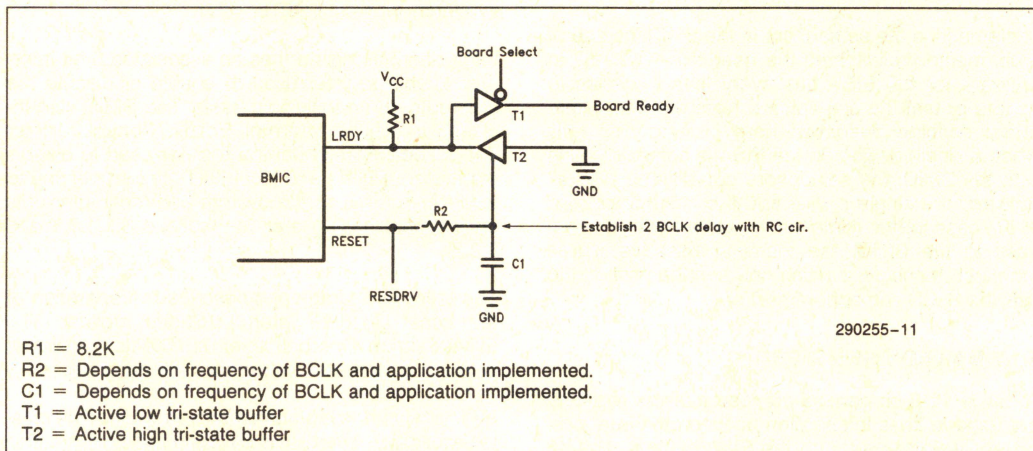 Board Select
VCC
R1
T1
Board Ready
LRDY
T2
GND
BMIC
R2
RESET
Establish 2 BCLK delay with RC cir.
C1
RESDRV
GND
290255–11
R1 = 8.2K
R2 = Depends on frequency of BCLK and application implemented.
C1 = Depends on frequency of BCLK and application implemented.
T1 = Active low tri-state buffer
T2 = Active high tri-state buffer